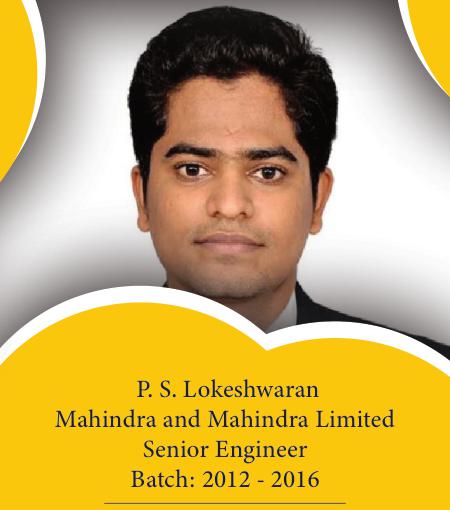 P. S. Lokeshwaran
Mahindra and Mahindra Limited
Senior Engineer
Batch: 2012 - 2016